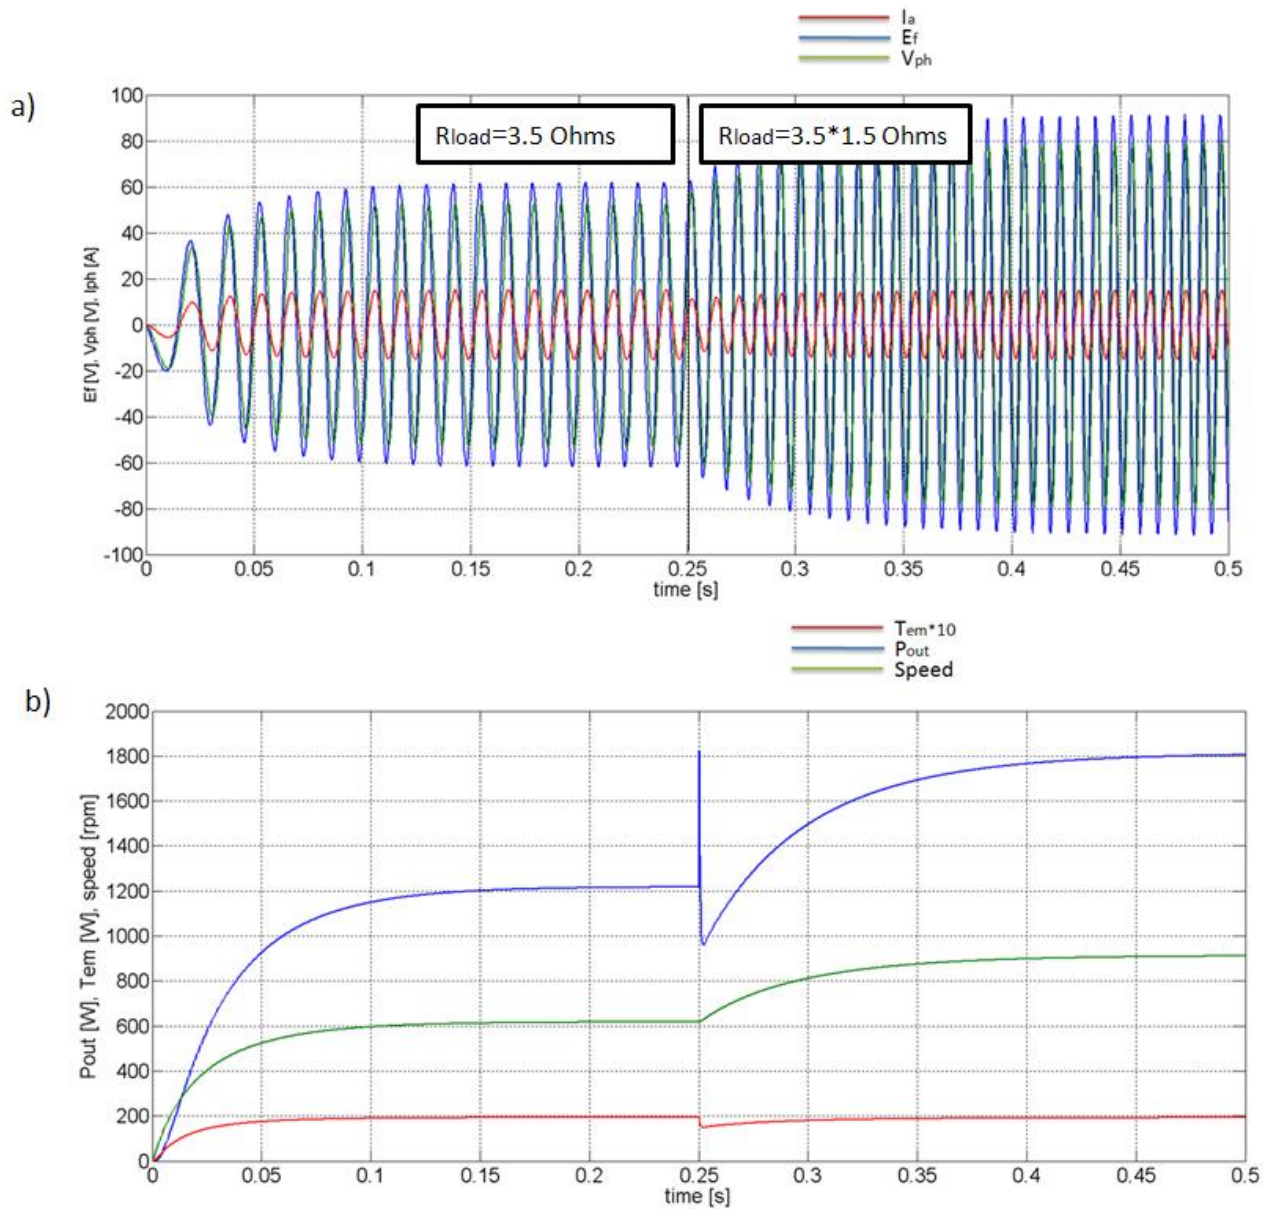 Ia
Ef
Vph
a)
Rload=3.5 Ohms
Rload=3.5*1.5 Ohms
Ef [V], Vph [V], Iph [A]
100
80
60
40
20
0
-20
-40
-60
-80
-100
0 0.05 0.1 0.15 0.2 0.25 0.3 0.35 0.4 0.45 0.5
time [s]
Tem*10
Pout
Speed
b)
Pout [W], Tem [W], speed [rpm]
2000
1800
1600
1400
1200
1000
800
600
400
200
0
0 0.05 0.1 0.15 0.2 0.25 0.3 0.35 0.4 0.45 0.5
time [s]